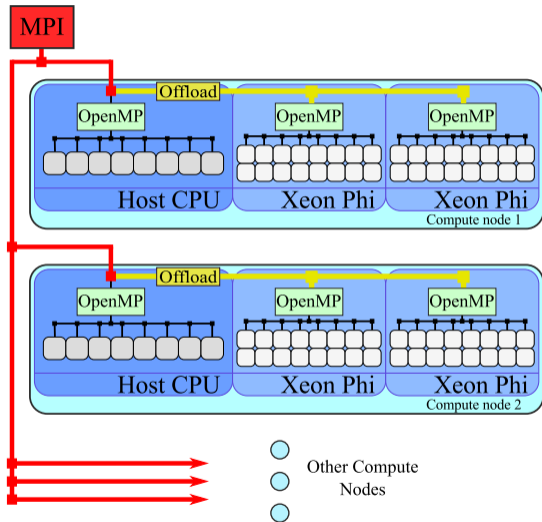 MPI
Offload
OpenMP OpenMP OpenMP
Host CPU Xeon Phi Xeon Phi
Compute node 1
Offload
OpenMP OpenMP OpenMP
Host CPU Xeon Phi Xeon Phi
Compute node 2
Other Compute
Nodes